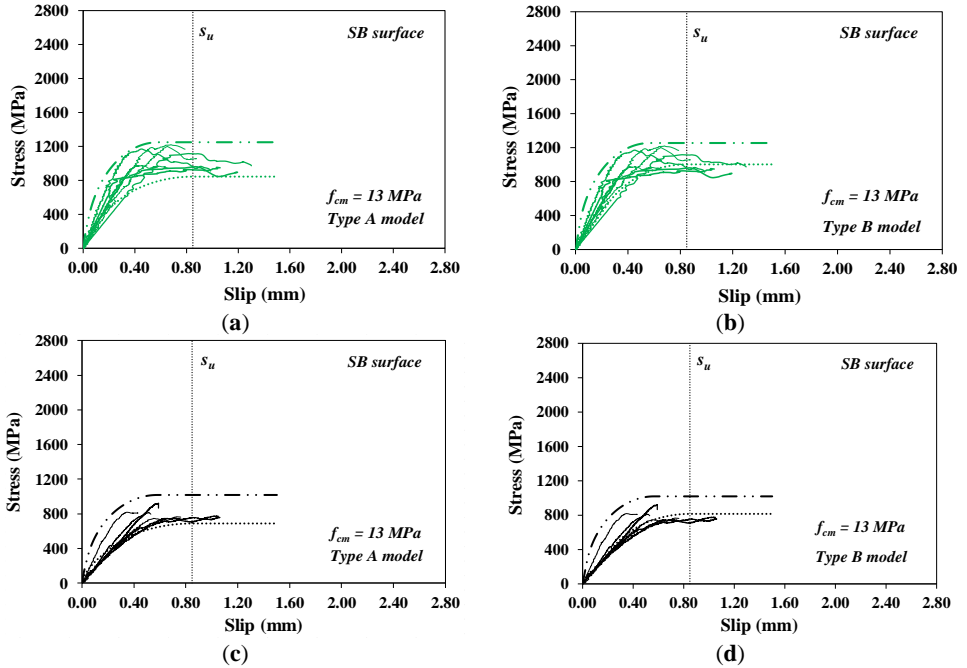 2800
2400
2000
1600
1200
800
400
0
Stress (MPa)
s_u
SB surface
f_cm = 13 MPa
Type A model
0.00 0.40 0.80 1.20 1.60 2.00 2.40 2.80
Slip (mm)
(a)
2800
2400
2000
1600
1200
800
400
0
Stress (MPa)
s_u
SB surface
f_cm = 13 MPa
Type B model
0.00 0.40 0.80 1.20 1.60 2.00 2.40 2.80
Slip (mm)
(b)
2800
2400
2000
1600
1200
800
400
0
Stress (MPa)
s_u
SB surface
f_cm = 13 MPa
Type A model
0.00 0.40 0.80 1.20 1.60 2.00 2.40 2.80
Slip (mm)
(c)
2800
2400
2000
1600
1200
800
400
0
Stress (MPa)
s_u
SB surface
f_cm = 13 MPa
Type B model
0.00 0.40 0.80 1.20 1.60 2.00 2.40 2.80
Slip (mm)
(d)